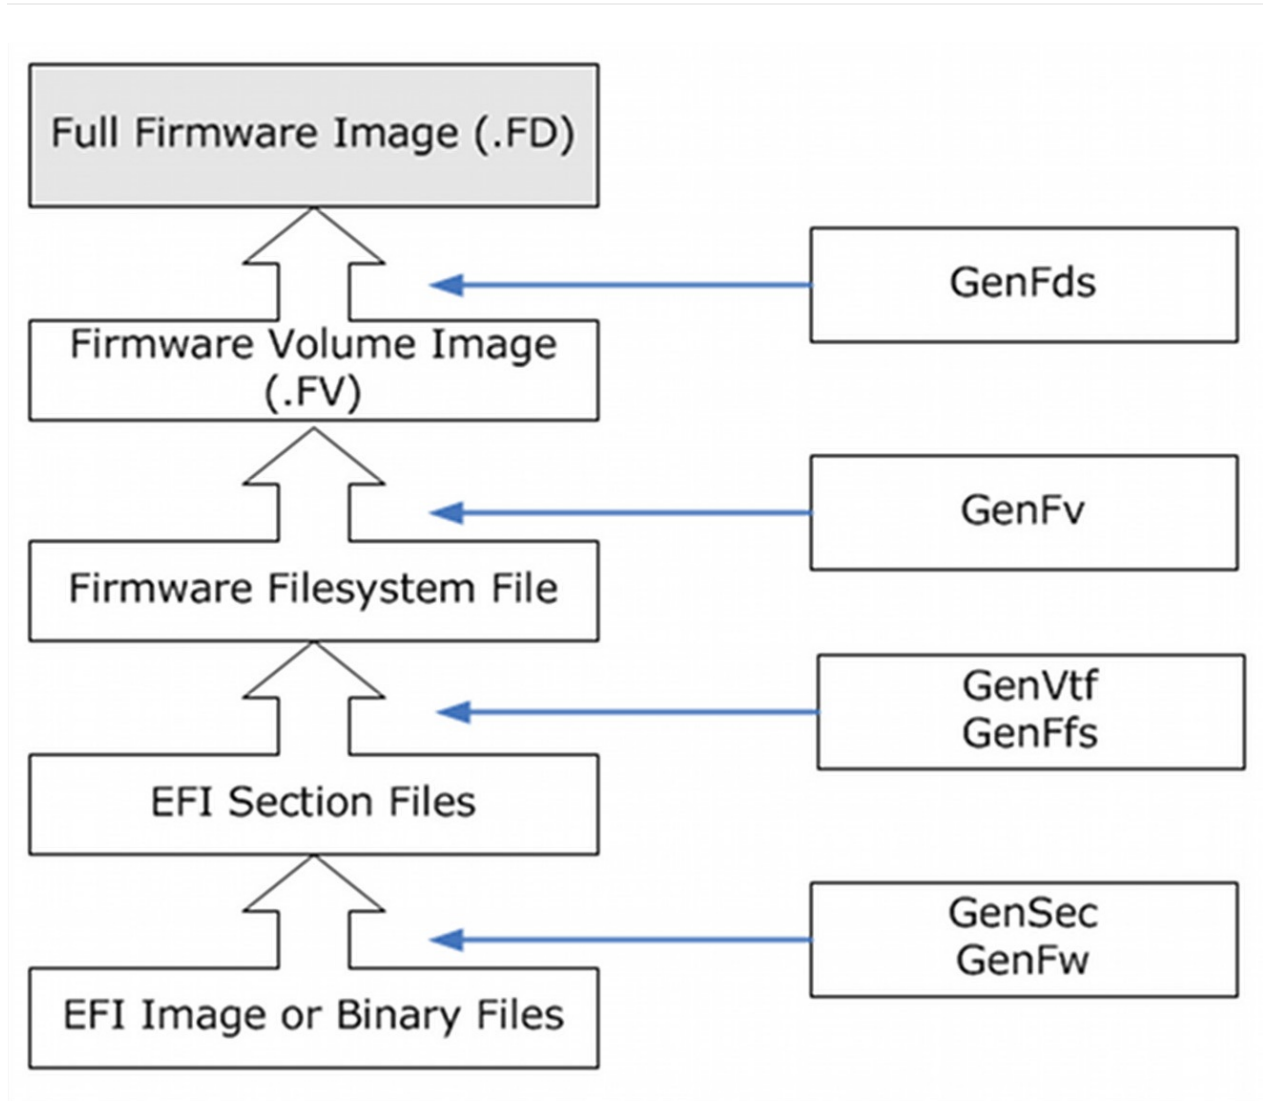 Full Firmware Image (.FD)
GenFds
Firmware Volume Image
(.FV)
GenFv
Firmware Filesystem File
GenVtf
GenFfs
EFI Section Files
GenSec
GenFw
EFI Image or Binary Files